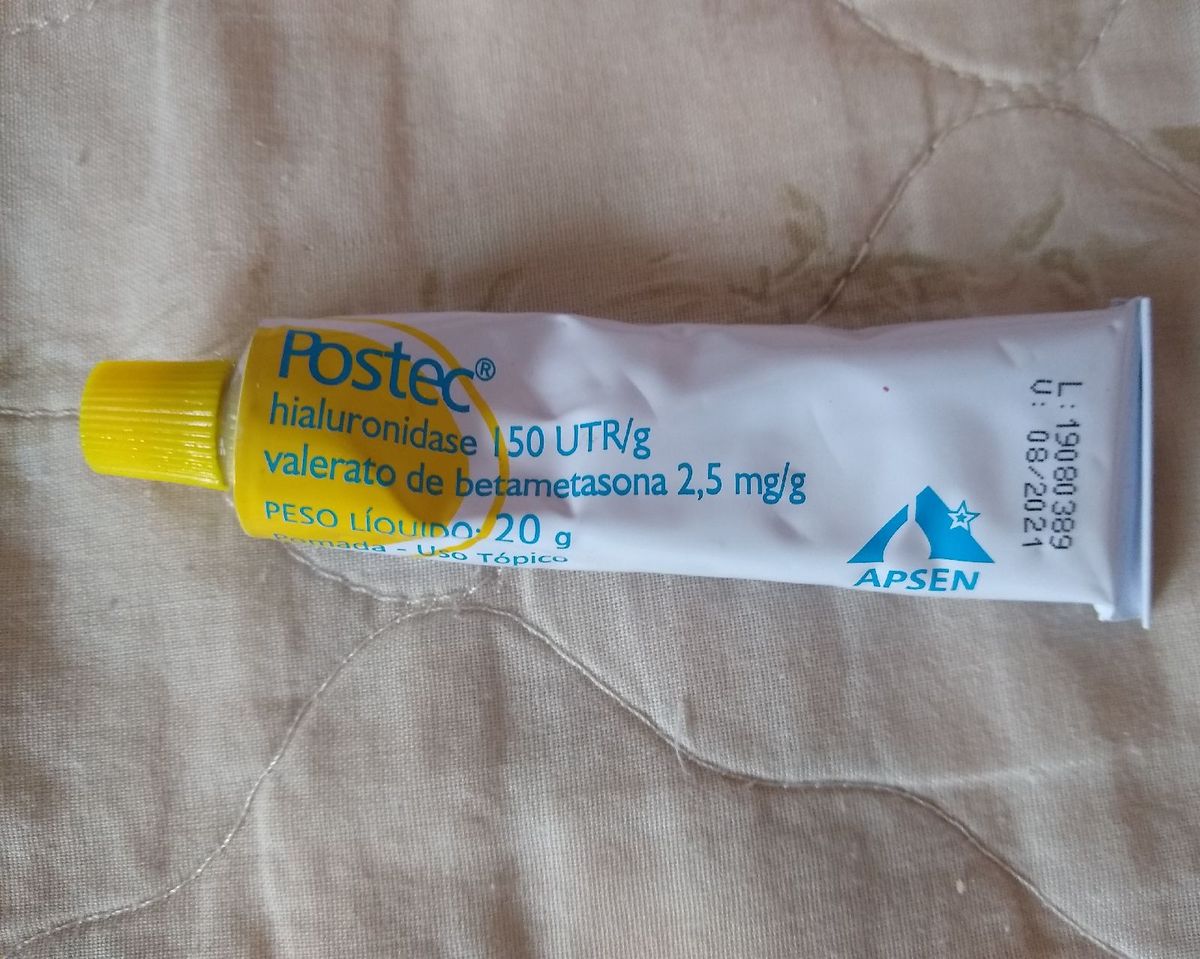 Postec®
hialuronidase 150 UTR/g
valerato de betametasona 2,5 mg/g
PESO LÍQUIDO: 20 g
Pomada - Uso Tópico
APSEN
L: 19080389
V: 08/2021